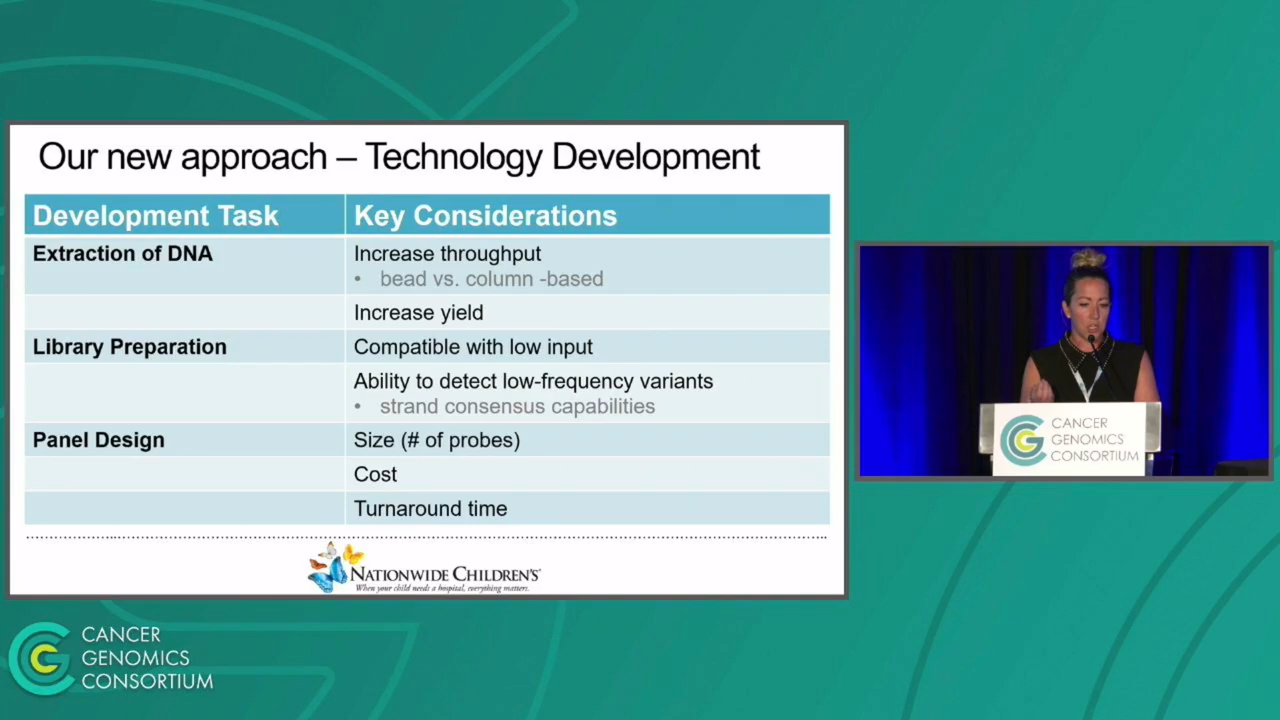 Our new approach – Technology Development
Development Task
Key Considerations
Extraction of DNA
Increase throughput
• bead vs. column -based
Increase yield
Library Preparation
Compatible with low input
Ability to detect low-frequency variants
• strand consensus capabilities
Panel Design
Size (# of probes)
Cost
Turnaround time
NATIONWIDE CHILDREN'S
When your child needs a hospital, everything matters.
CANCER
GENOMICS
CONSORTIUM
CANCER
GENOMICS
CONSORTIUM